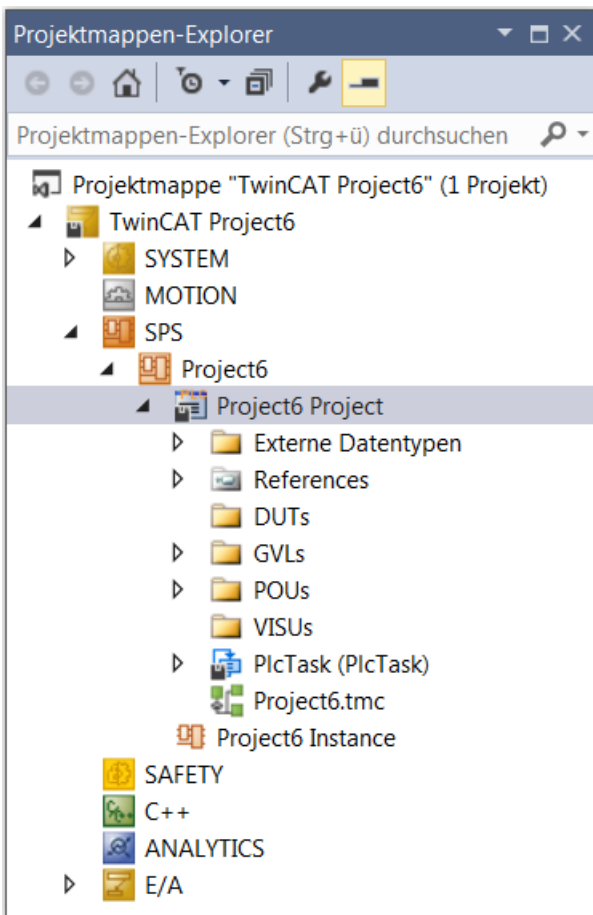 Projektmappen-Explorer
Projektmappen-Explorer (Strg+ü) durchsuchen
Projektmappe "TwinCAT Project6" (1 Projekt)
TwinCAT Project6
SYSTEM
MOTION
SPS
Project6
Project6 Project
Externe Datentypen
References
DUTs
GVLs
POUs
VISUs
PlcTask (PlcTask)
Project6.tmc
Project6 Instance
SAFETY
C++
ANALYTICS
E/A